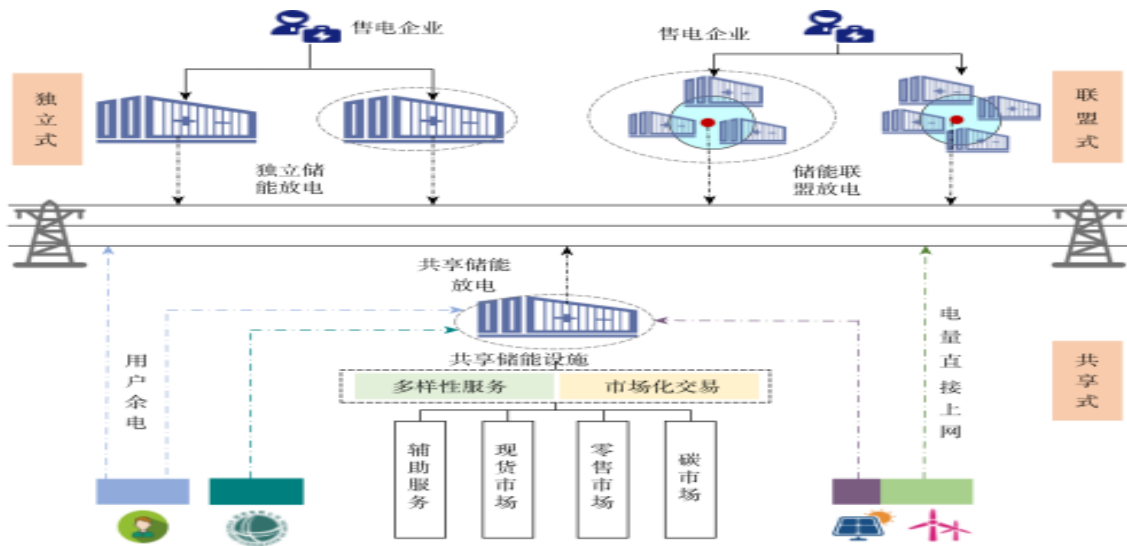 售电企业
售电企业
独立式
联盟式
独立储
能放电
储能联
盟放电
共享储能
放电
共享储能设施
多样性服务
市场化交易
用户余电
电量直接上网
共享式
辅助服务
现货市场
零售市场
碳市场